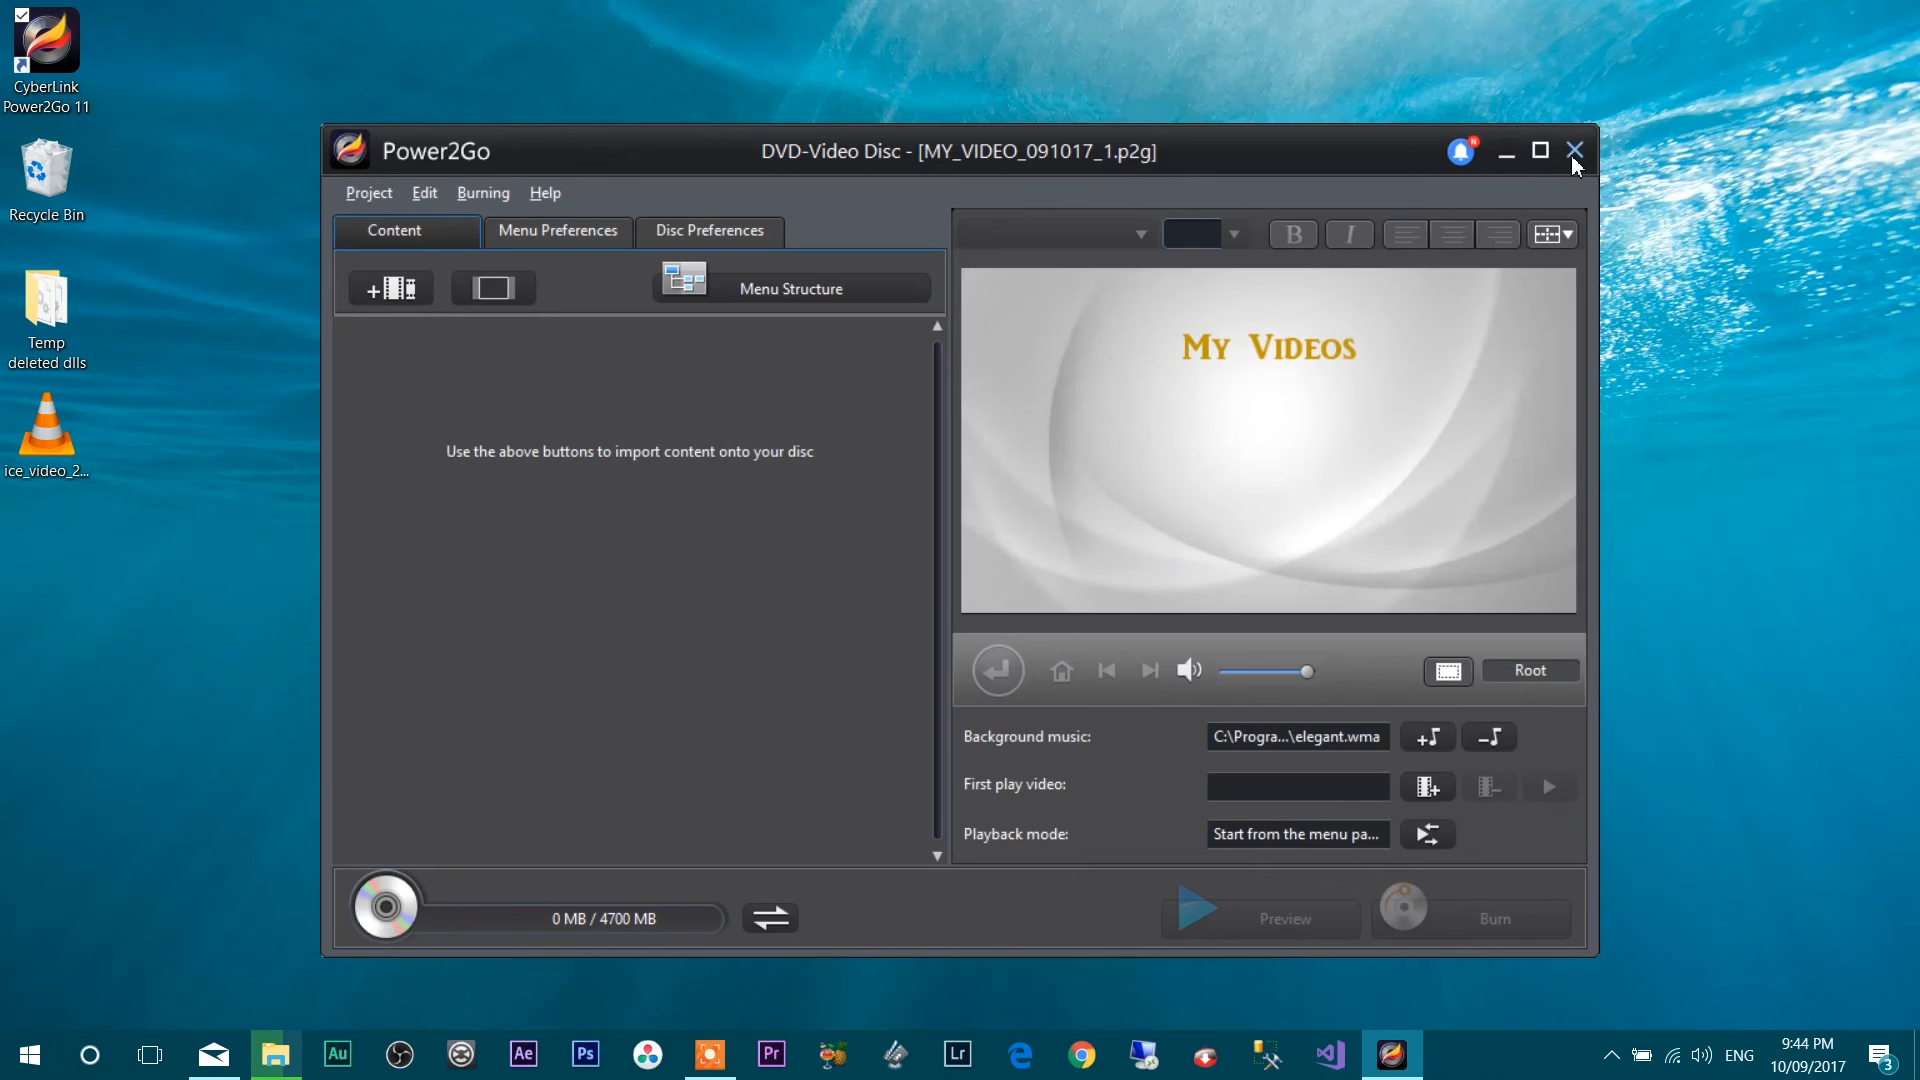 CyberLink
Power2Go 11
Recycle Bin
Temp
deleted dlls
ice_video_2...
Power2Go
DVD-Video Disc - [MY_VIDEO_091017_1.p2g]
N
Project Edit Burning Help
Content Menu Preferences Disc Preferences
B I
Menu Structure
Use the above buttons to import content onto your disc
My Videos
Root
Background music: C:\Progra...\elegant.wma
First play video:
Playback mode: Start from the menu pa...
0 MB / 4700 MB
Preview
Burn
Au Ae Ps Pr Lr
ENG
9:44 PM
10/09/2017
3